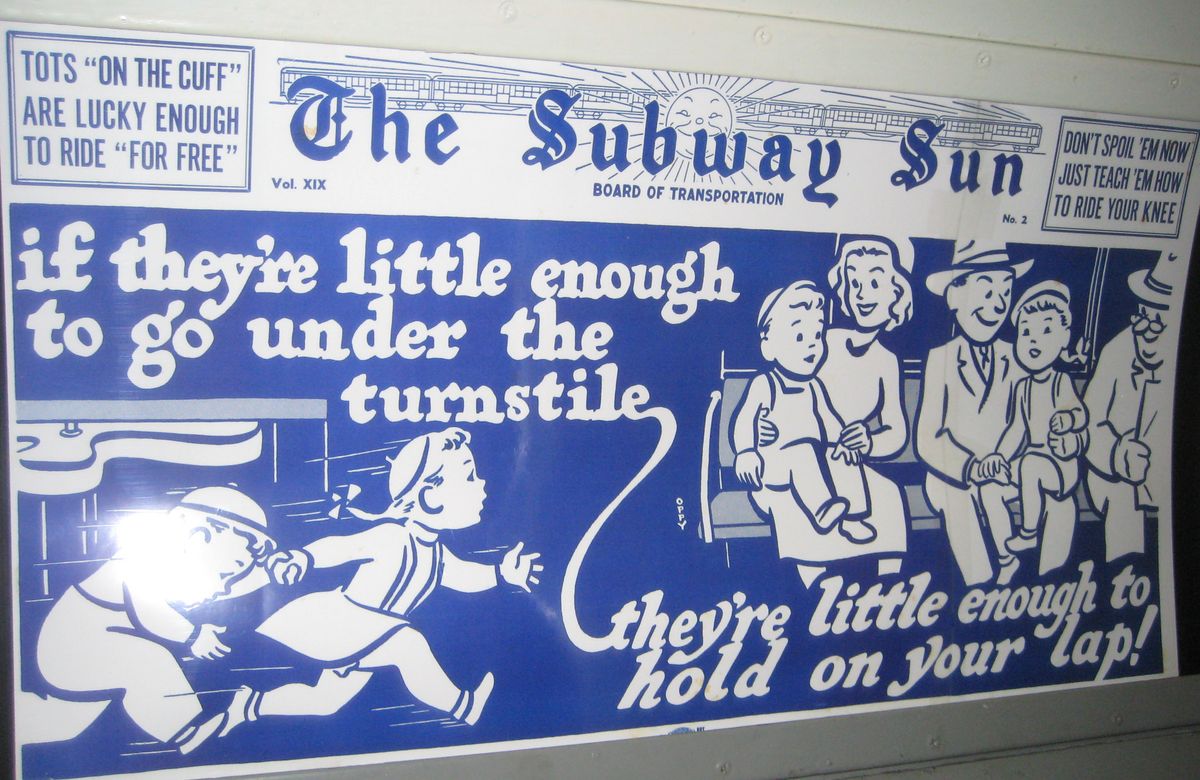 TOTS "ON THE CUFF"
ARE LUCKY ENOUGH
TO RIDE "FOR FREE"
The Subway Sun
Vol. XIX
BOARD OF TRANSPORTATION
No. 2
DON'T SPOIL 'EM NOW
JUST TEACH 'EM HOW
TO RIDE YOUR KNEE
if they're little enough
to go under the
turnstile
OPPY
they're little enough to
hold on your lap!